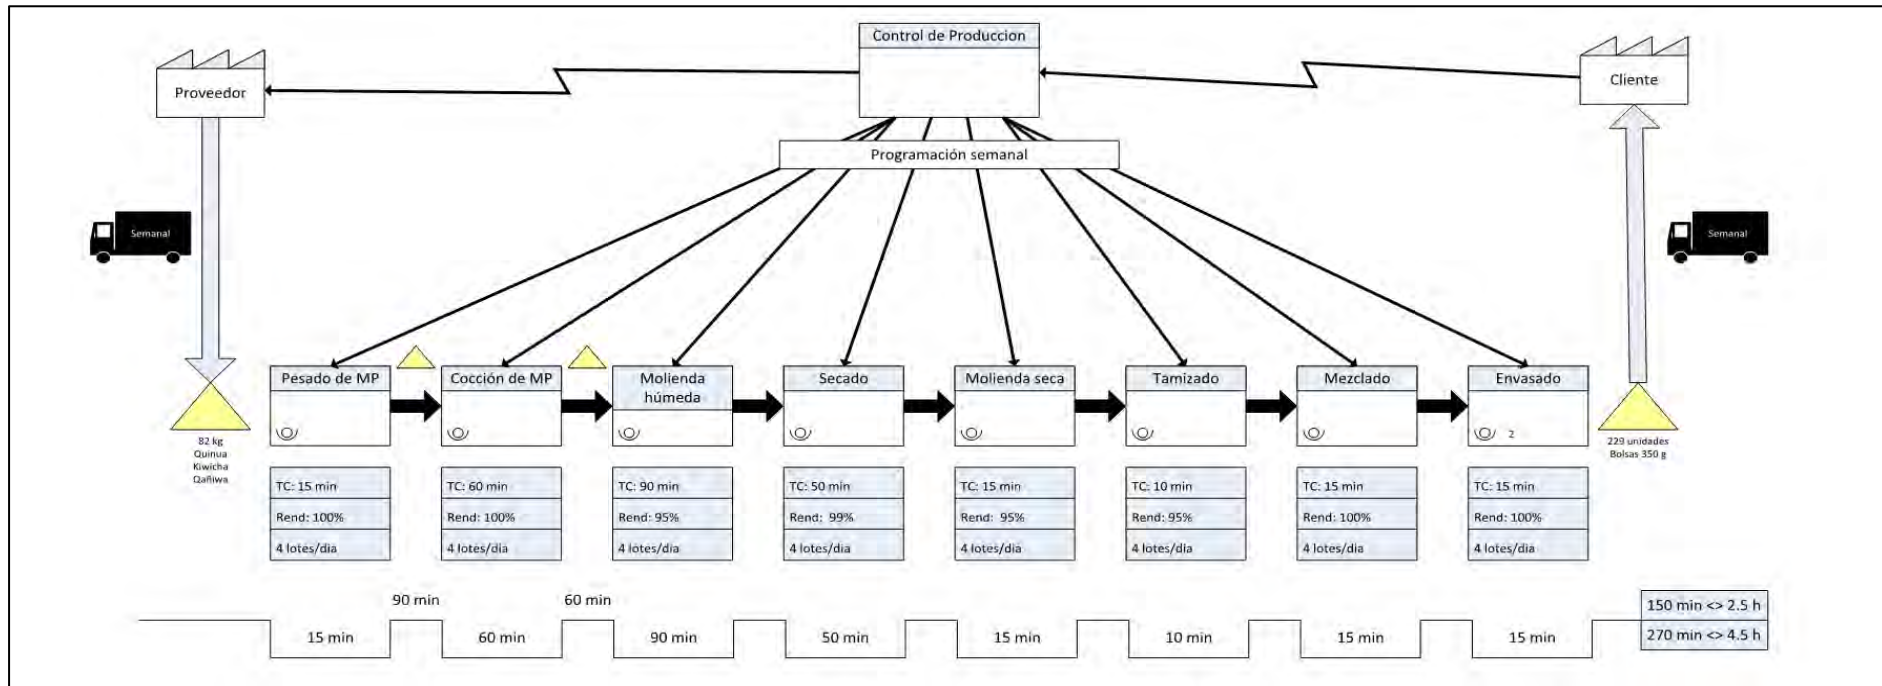 Control de Produccion
Proveedor
Cliente
Programación semanal
Semanal
Semanal
Pesado de MP
Cocción de MP
Molienda
húmeda
Secado
Molienda seca
Tamizado
Mezclado
Envasado
2
82 kg
Quinua
Kiwicha
Qañiwa
229 unidades
Bolsas 350 g
TC: 15 min
TC: 60 min
TC: 90 min
TC: 50 min
TC: 15 min
TC: 10 min
TC: 15 min
TC: 15 min
Rend: 100%
Rend: 100%
Rend: 95%
Rend: 99%
Rend: 95%
Rend: 95%
Rend: 100%
Rend: 100%
4 lotes/dia
4 lotes/dia
4 lotes/dia
4 lotes/dia
4 lotes/dia
4 lotes/dia
4 lotes/dia
4 lotes/dia
90 min
60 min
150 min <> 2.5 h
15 min
60 min
90 min
50 min
15 min
10 min
15 min
15 min
270 min <> 4.5 h